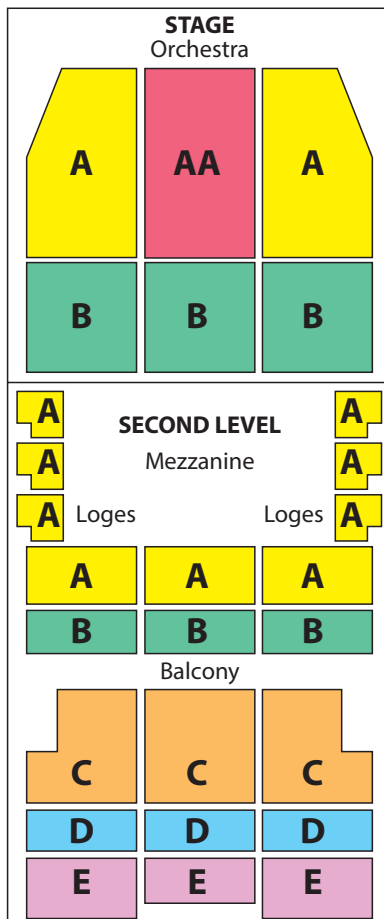 STAGE
Orchestra
A AA A
B B B
A A
SECOND LEVEL
A Mezzanine A
A Loges Loges A
A A A
B B B
Balcony
C C C
D D D
E E E